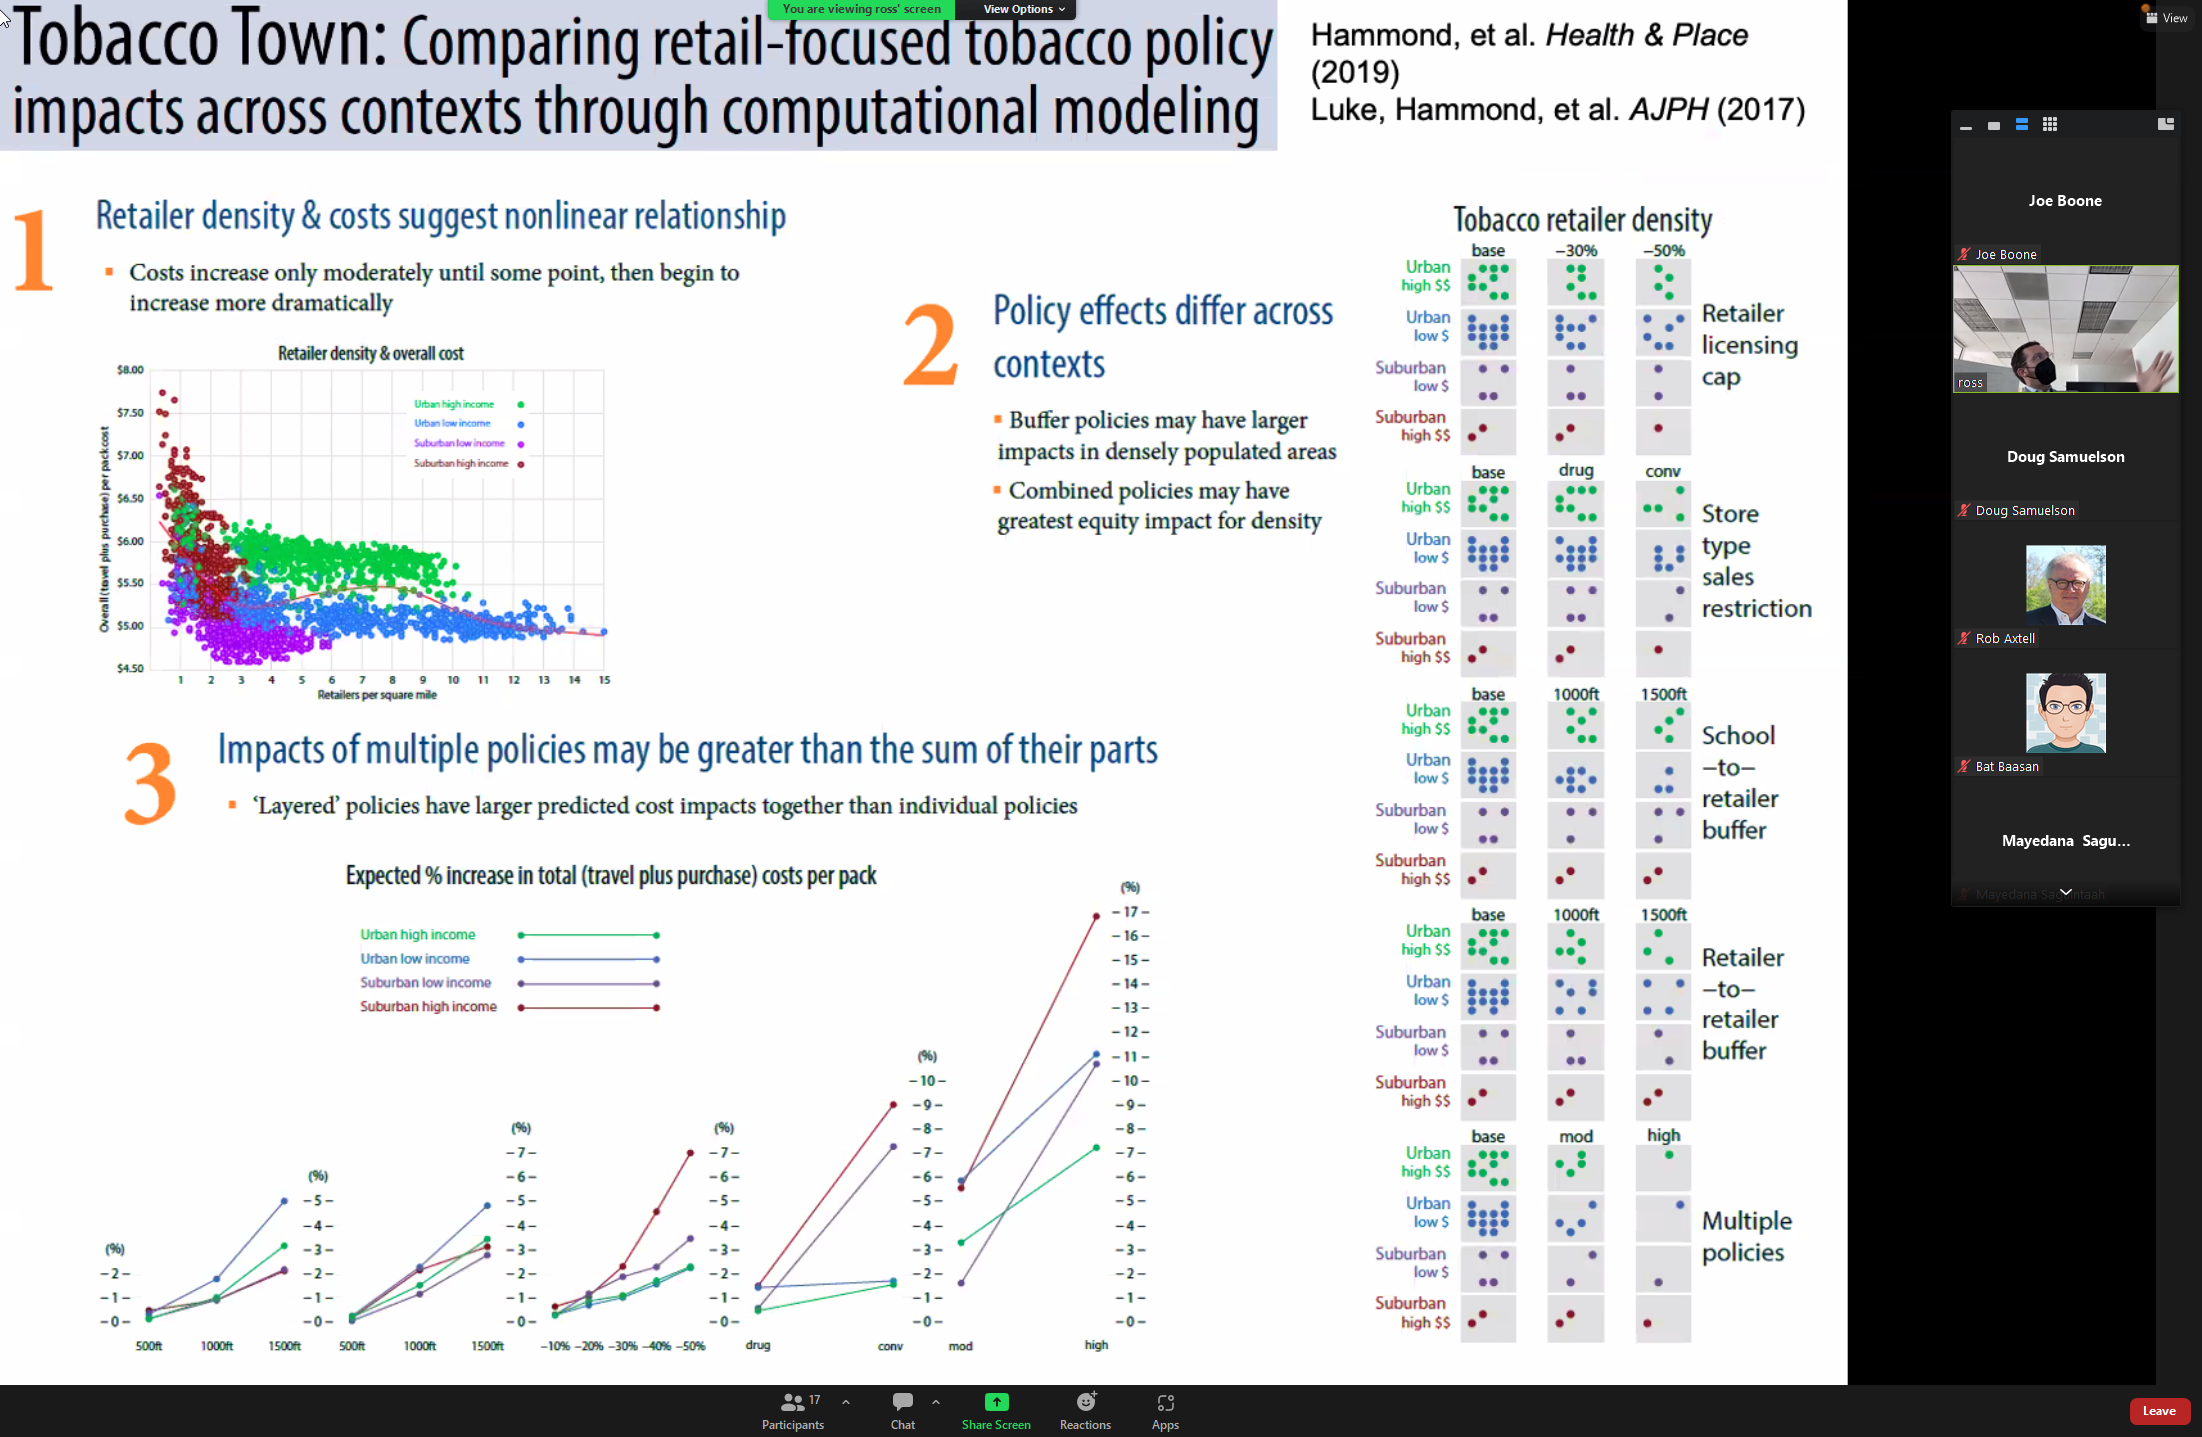 You are viewing ross' screen
View Options
View
Tobacco Town: Comparing retail-focused tobacco policy
impacts across contexts through computational modeling
Hammond, et al. Health & Place
(2019)
Luke, Hammond, et al. AJPH (2017)
1
Retailer density & costs suggest nonlinear relationship
▪ Costs increase only moderately until some point, then begin to
increase more dramatically
Retailer density & overall cost
Overall (travel plus purchase) per pack cost
$8.00
$7.50
$7.00
$6.50
$6.00
$5.50
$5.00
$4.50
Urban high income
Urban low income
Suburban low income
Suburban high income
1 2 3 4 5 6 7 8 9 10 11 12 13 14 15
Retailers per square mile
2
Policy effects differ across
contexts
▪ Buffer policies may have larger
impacts in densely populated areas
▪ Combined policies may have
greatest equity impact for density
3
Impacts of multiple policies may be greater than the sum of their parts
▪ ‘Layered’ policies have larger predicted cost impacts together than individual policies
Expected % increase in total (travel plus purchase) costs per pack
Urban high income
Urban low income
Suburban low income
Suburban high income
(%)
–2–
–1–
–0–
500ft 1000ft 1500ft
(%)
–5–
–4–
–3–
–2–
–1–
–0–
500ft 1000ft 1500ft
(%)
–7–
–6–
–5–
–4–
–3–
–2–
–1–
–0–
–10% –20% –30% –40% –50%
(%)
–7–
–6–
–5–
–4–
–3–
–2–
–1–
–0–
drug conv
(%)
–10–
–9–
–8–
–7–
–6–
–5–
–4–
–3–
–2–
–1–
–0–
mod high
(%)
–17–
–16–
–15–
–14–
–13–
–12–
–11–
–10–
–9–
–8–
–7–
–6–
–5–
–4–
–3–
–2–
–1–
–0–
Tobacco retailer density
base –30% –50%
Urban
high $$
Urban
low $
Suburban
low $
Suburban
high $$
Retailer
licensing
cap
base drug conv
Urban
high $$
Urban
low $
Suburban
low $
Suburban
high $$
Store
type
sales
restriction
base 1000ft 1500ft
Urban
high $$
Urban
low $
Suburban
low $
Suburban
high $$
School
–to–
retailer
buffer
base 1000ft 1500ft
Urban
high $$
Urban
low $
Suburban
low $
Suburban
high $$
Retailer
–to–
retailer
buffer
base mod high
Urban
high $$
Urban
low $
Suburban
low $
Suburban
high $$
Multiple
policies
Joe Boone
Joe Boone
ross
Doug Samuelson
Doug Samuelson
Rob Axtell
Bat Baasan
Mayedana Sagu...
Mayedana Saguintaah
17
Participants
Chat
Share Screen
Reactions
Apps
Leave